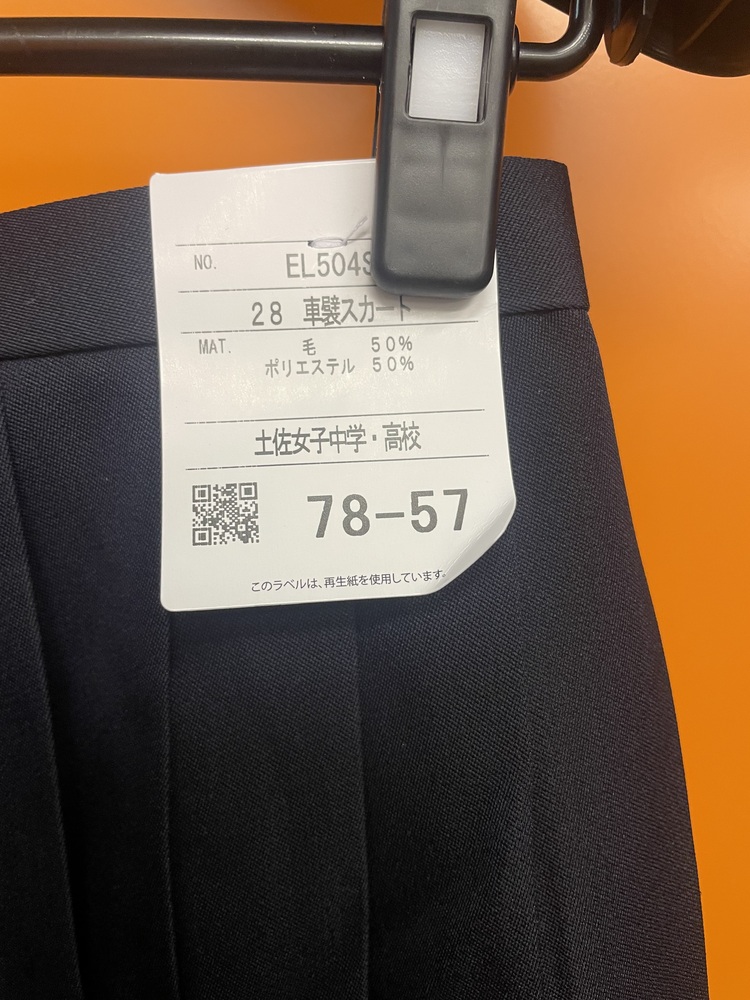 NO. EL504S
28 車襞スカート
MAT. 毛 50%
ポリエステル 50%
土佐女子中学・高校
78-57
このラベルは、再生紙を使用しています。